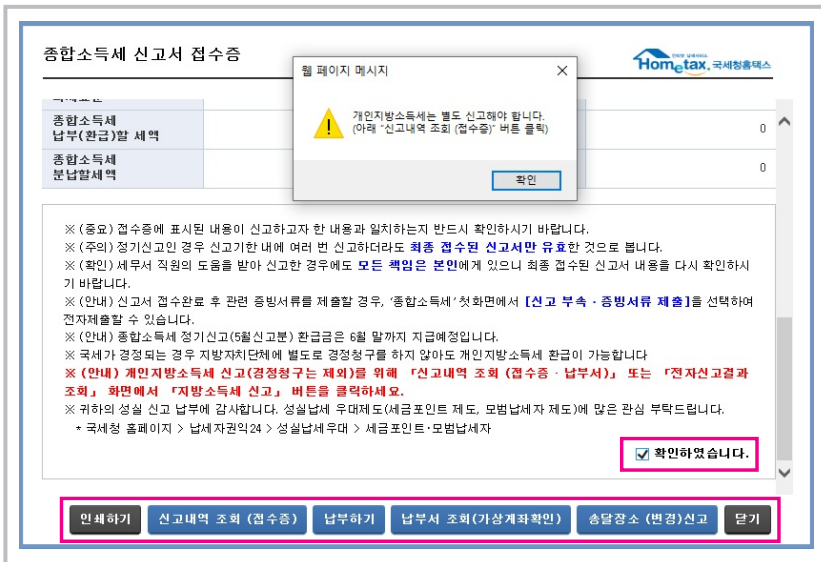 종합소득세 신고서 접수증
Hometax. 국세청홈택스
웹 페이지 메시지
개인지방소득세는 별도 신고해야 합니다.
(아래 "신고내역 조회 (접수증)" 버튼 클릭)
확인
종합소득세
납부(환급)할 세액
0
종합소득세
분납할세액
0
※ (중요) 접수증에 표시된 내용이 신고하고자 한 내용과 일치하는지 반드시 확인하시기 바랍니다.
※ (주의) 정기신고인 경우 신고기한 내에 여러 번 신고하더라도 최종 접수된 신고서만 유효한 것으로 봅니다.
※ (확인) 세무서 직원의 도움을 받아 신고한 경우에도 모든 책임은 본인에게 있으니 최종 접수된 신고서 내용을 다시 확인하시
기 바랍니다.
※ (안내) 신고서 접수완료 후 관련 증빙서류를 제출할 경우, '종합소득세' 첫화면에서 [신고 부속·증빙서류 제출]을 선택하여
전자제출할 수 있습니다.
※ (안내) 종합소득세 정기신고(5월신고분) 환급금은 6월 말까지 지급예정입니다.
※ 국세가 경정되는 경우 지방자치단체에 별도로 경정청구를 하지 않아도 개인지방소득세 환급이 가능합니다
※ (안내) 개인지방소득세 신고(경정청구는 제외)를 위해 「신고내역 조회 (접수증·납부서)」 또는 「전자신고결과
조회」 화면에서 「지방소득세 신고」 버튼을 클릭하세요.
※ 귀하의 성실 신고 납부에 감사합니다. 성실납세 우대제도(세금포인트 제도, 모범납세자 제도)에 많은 관심 부탁드립니다.
* 국세청 홈페이지 > 납세자권익24 > 성실납세우대 > 세금포인트·모범납세자
확인하였습니다.
인쇄하기 신고내역 조회 (접수증) 납부하기 납부서 조회(가상계좌확인) 송달장소 (변경)신고 닫기